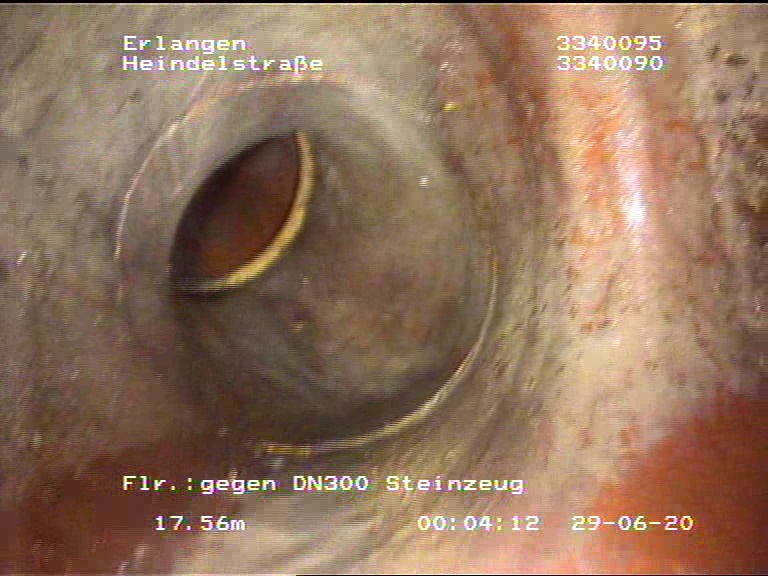 Erlangen 3340095
Heindelstraße 3340090
Flr.:gegen DN300 Steinzeug
17.56m 00:04:12 29-06-20